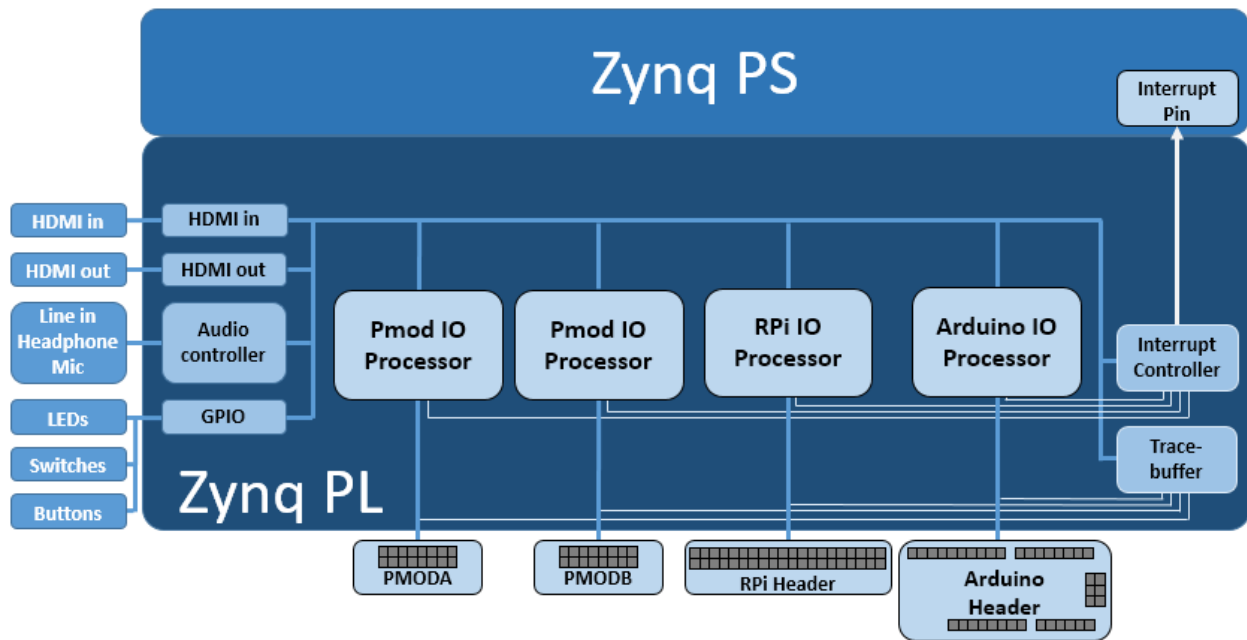 Zynq PS
Interrupt
Pin
HDMI in
HDMI in
HDMI out
HDMI out
Line in
Headphone
Mic
Audio
controller
Pmod IO
Processor
Pmod IO
Processor
RPi IO
Processor
Arduino IO
Processor
Interrupt
Controller
LEDs
GPIO
Switches
Buttons
Zynq PL
Trace-
buffer
PMODA
PMODB
RPi Header
Arduino
Header